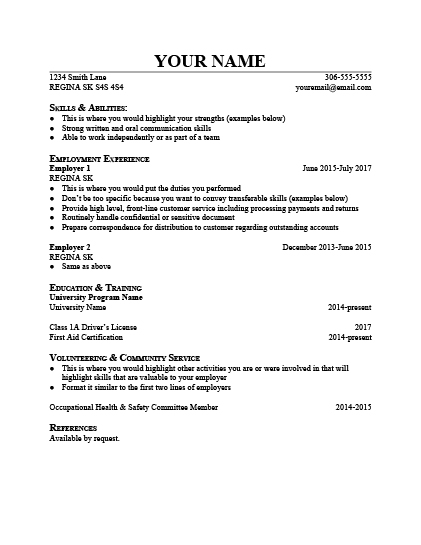 YOUR NAME
1234 Smith Lane 306-555-5555
REGINA SK S4S 4S4 youremail@email.com
SKILLS & ABILITIES:
● This is where you would highlight your strengths (examples below)
● Strong written and oral communication skills
● Able to work independently or as part of a team
EMPLOYMENT EXPERIENCE
Employer 1 June 2015-July 2017
REGINA SK
● This is where you would put the duties you performed
● Don't be too specific because you want to convey transferable skills (examples below)
● Provide high level, front-line customer service including processing payments and returns
● Routinely handle confidential or sensitive document
● Prepare correspondence for distribution to customer regarding outstanding accounts
Employer 2 December 2013-June 2015
REGINA SK
● Same as above
EDUCATION & TRAINING
University Program Name
University Name 2014-present
Class 1A Driver's License 2017
First Aid Certification 2014-present
VOLUNTEERING & COMMUNITY SERVICE
● This is where you would highlight other activities you are or were involved in that will
highlight skills that are valuable to your employer
● Format it similar to the first two lines of employers
Occupational Health & Safety Committee Member 2014-2015
REFERENCES
Available by request.